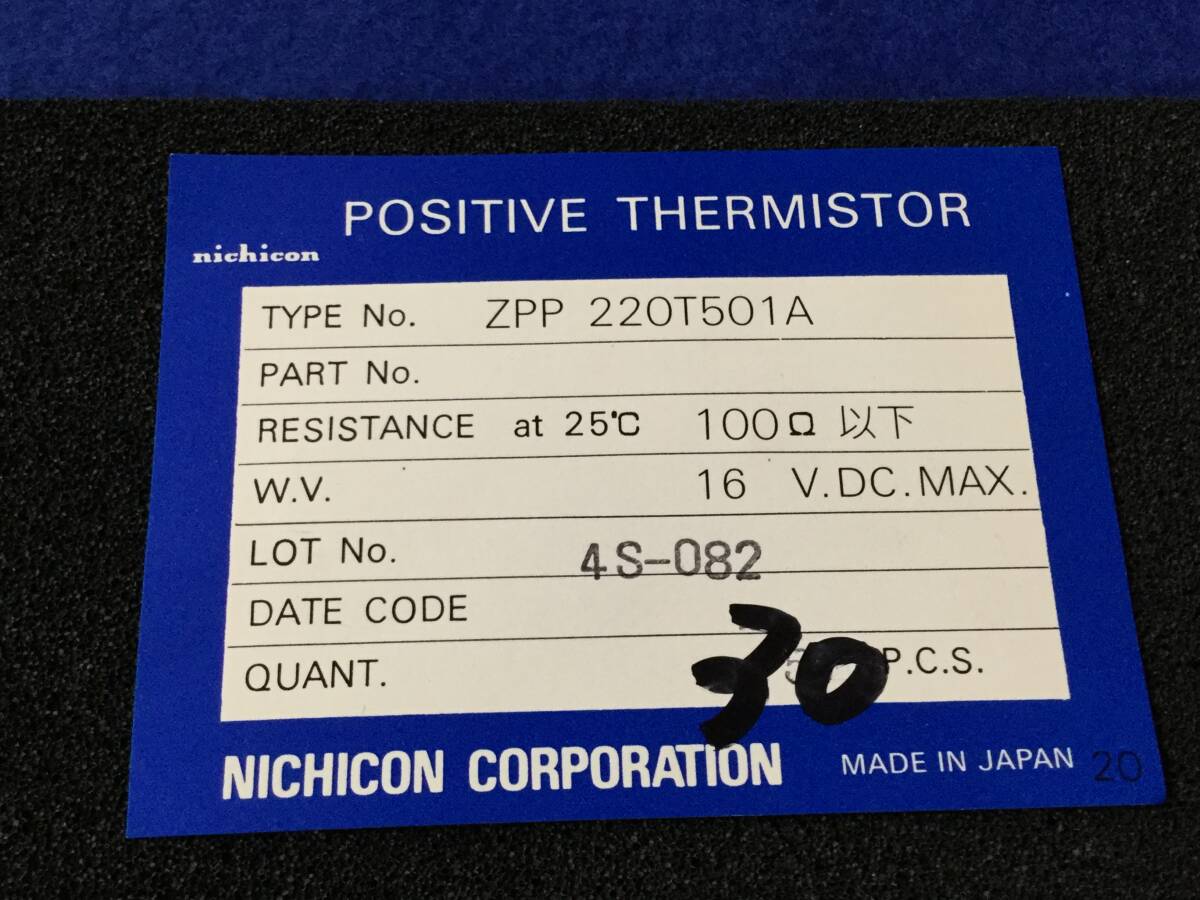 POSITIVE THERMISTOR
nichicon
TYPE No. ZPP 220T501A
PART No.
RESISTANCE at 25℃ 100Ω 以下
W.V. 16 V.DC.MAX.
LOT No. 4S-082
DATE CODE
QUANT. 30 P.C.S.
NICHICON CORPORATION MADE IN JAPAN 20